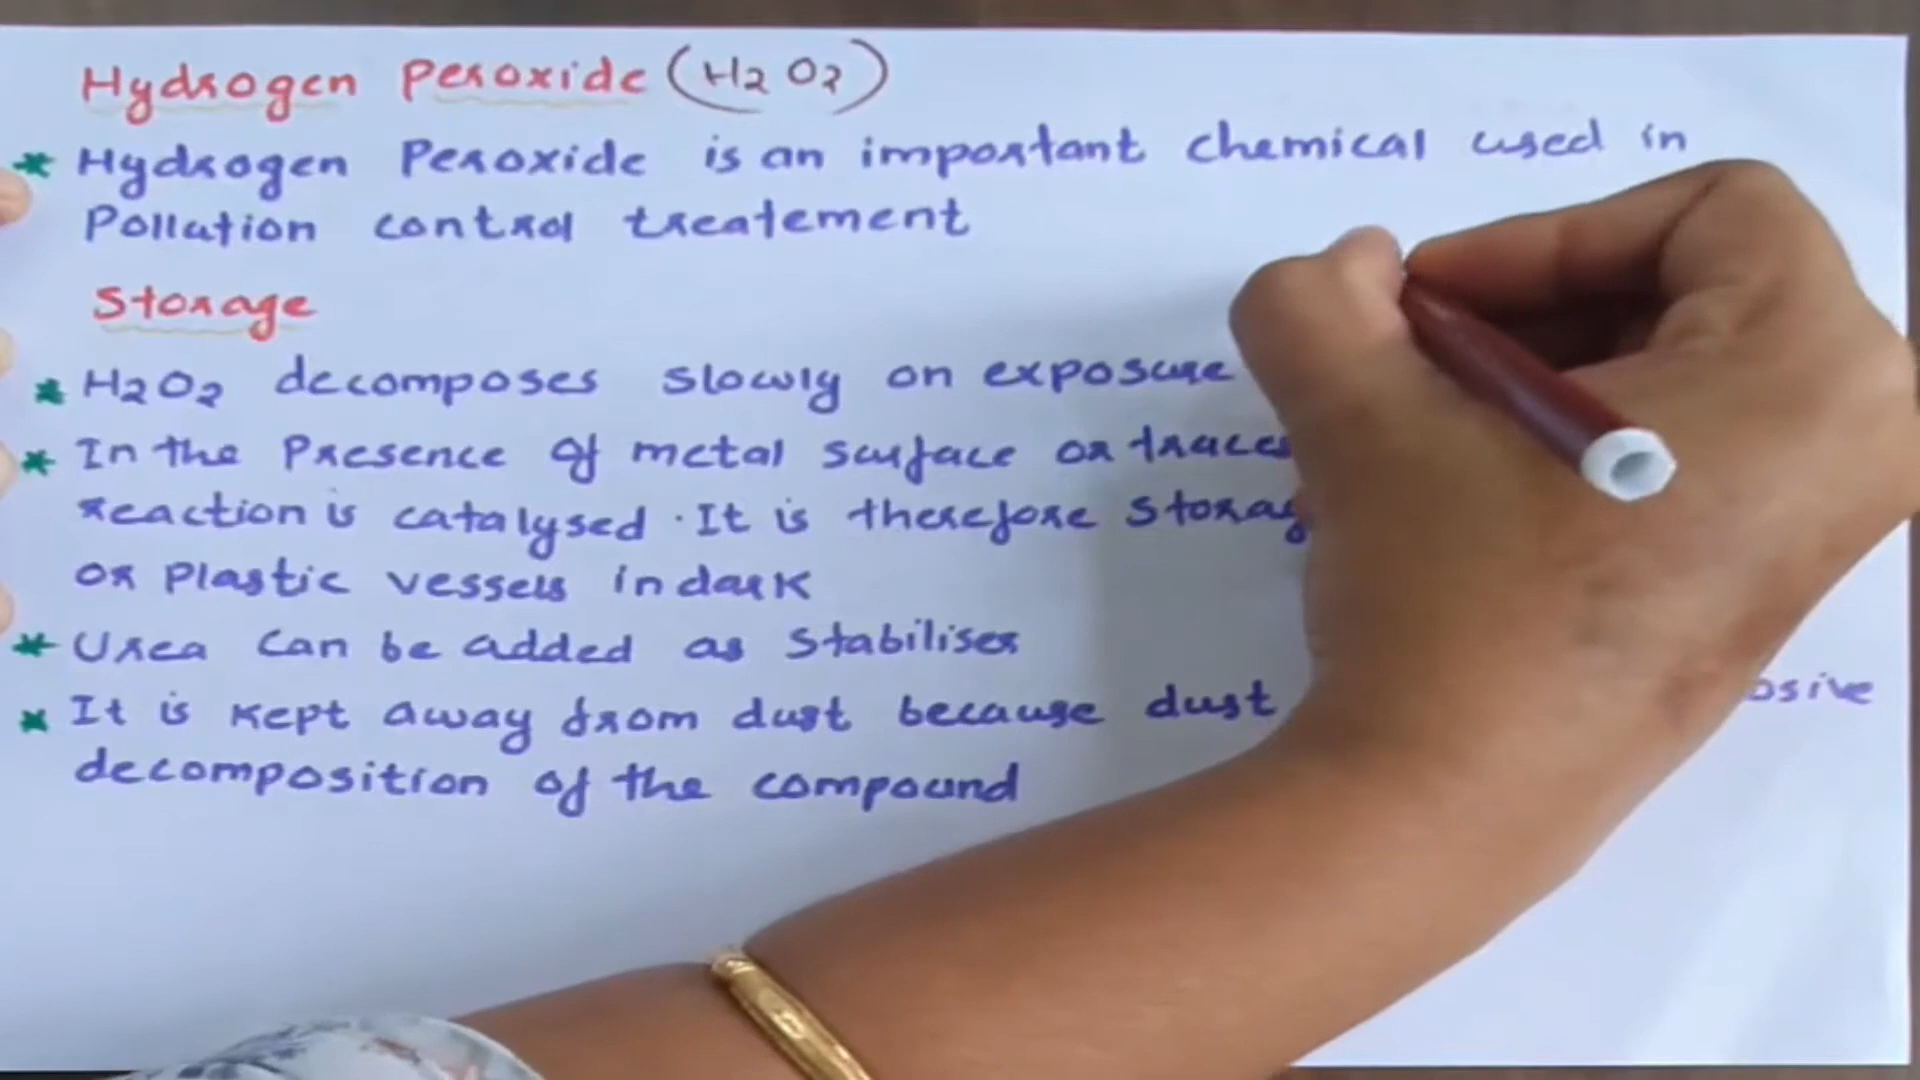 Hydrogen Peroxide (H2O2)
Hydrogen Peroxide is an important chemical used in
Pollution control treatement
Storage
H2O2 decomposes slowly on exposure
In the Presence of metal surface or traces
reaction is catalysed. It is therefore
or Plastic vessels in dark
Urea can be added as Stabiliser
It is kept away from dust because dust
decomposition of the compound